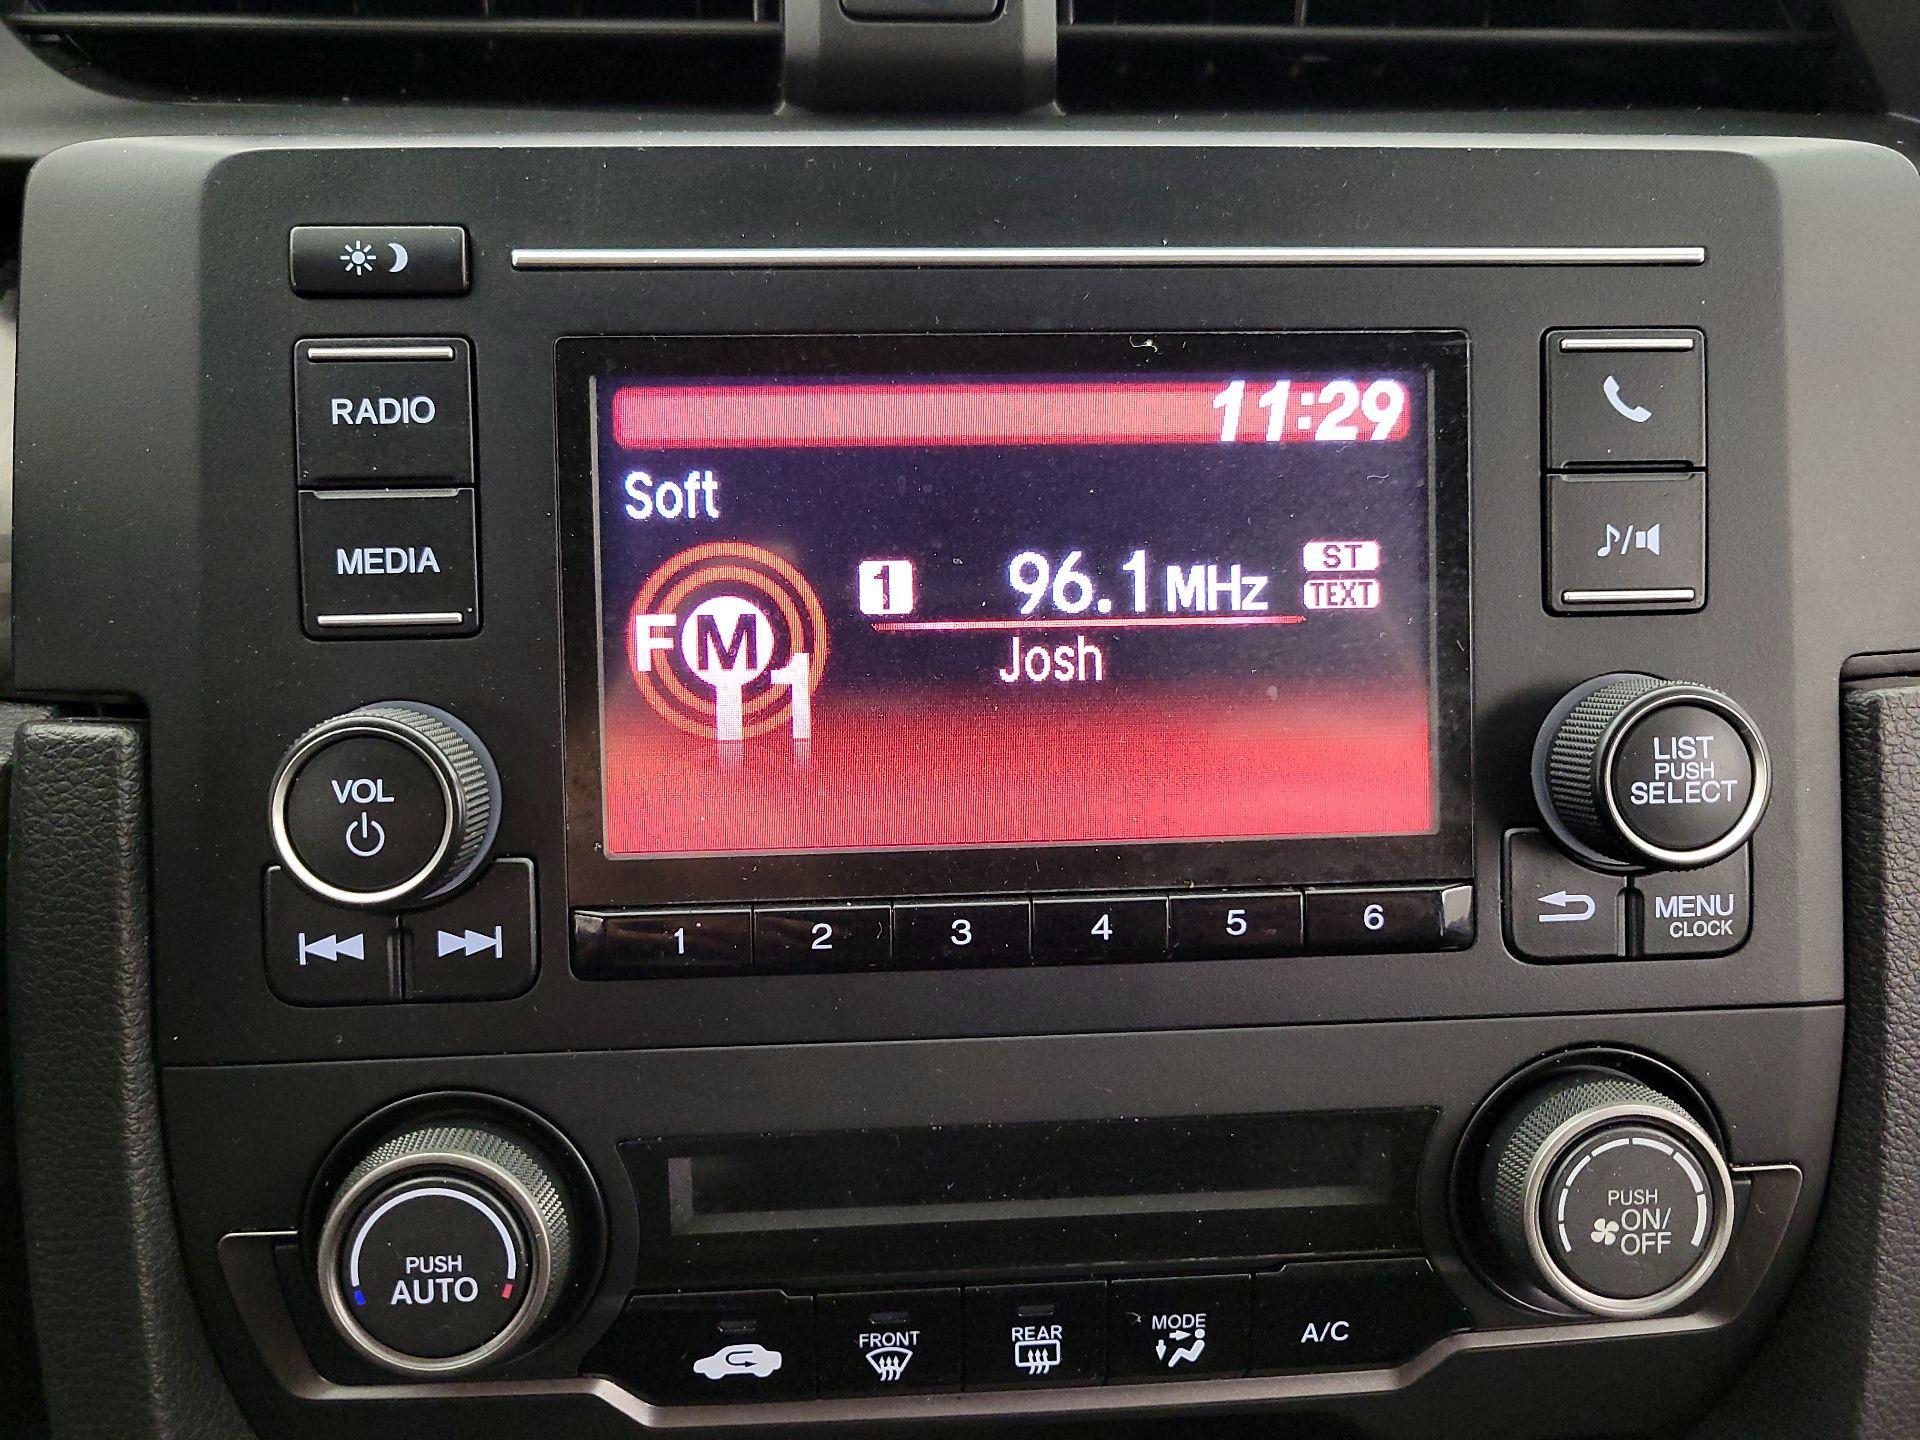 RADIO
MEDIA
VOL
11:29
Soft
FM
1
1
96.1 MHz
ST
TEXT
Josh
LIST
PUSH
SELECT
MENU
CLOCK
1 2 3 4 5 6
PUSH
AUTO
PUSH
ON/
OFF
FRONT
REAR
MODE
A/C